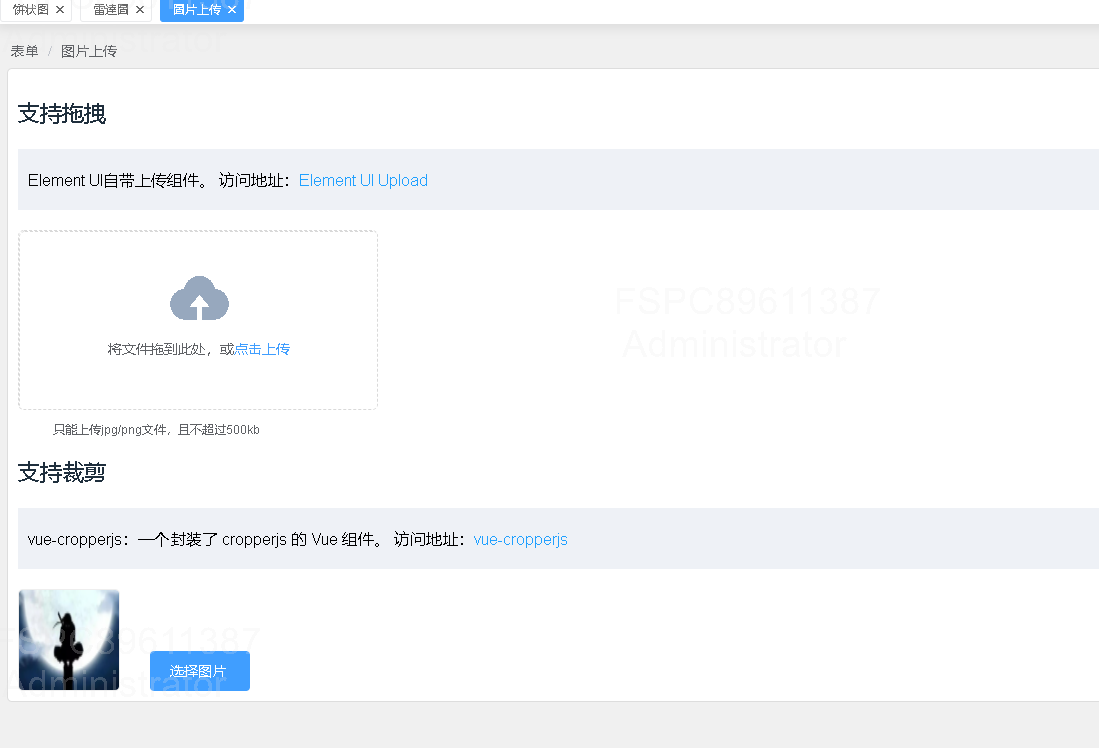 饼状图 × 雷達圖 × 圖片上传 ×
表单 / 图片上传
支持拖拽
Element UI自带上传组件。 访问地址：Element UI Upload
将文件拖到此处，或点击上传
FSPC89611387
Administrator
只能上传jpg/png文件，且不超过500kb
支持裁剪
vue-cropperjs：一个封装了 cropperjs 的 Vue 组件。 访问地址：vue-cropperjs
FSPC89611387
Administrator
选择图片